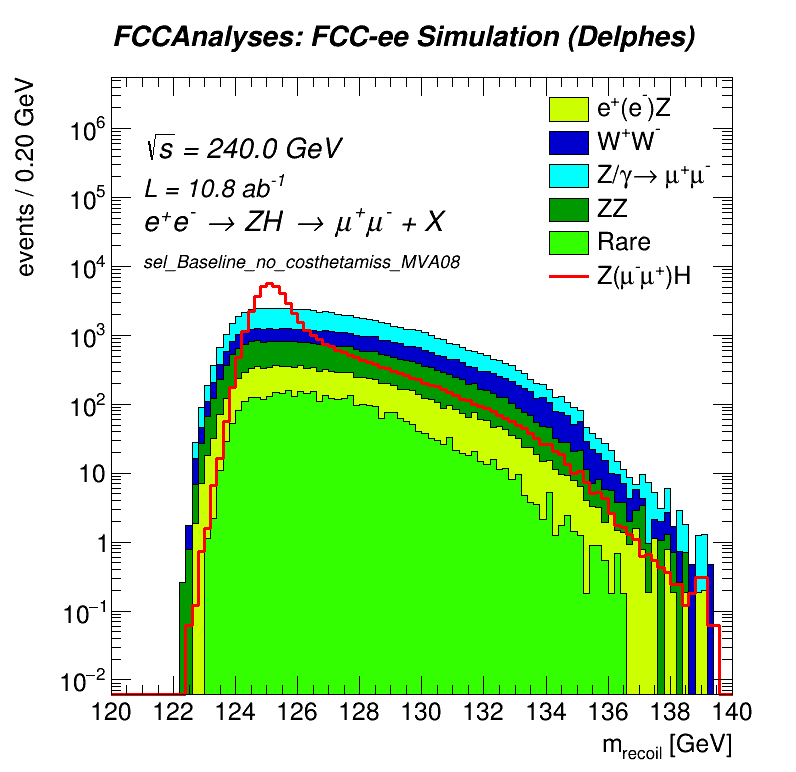 FCCAnalyses: FCC-ee Simulation (Delphes)
events / 0.20 GeV
√s = 240.0 GeV
L = 10.8 ab⁻¹
e⁺e⁻ → ZH → μ⁺μ⁻ + X
sel_Baseline_no_costhetamiss_MVA08
e⁺(e⁻)Z
W⁺W⁻
Z/γ→ μ⁺μ⁻
ZZ
Rare
Z(μ⁻μ⁺)H
10⁶
10⁵
10⁴
10³
10²
10
1
10⁻¹
10⁻²
120 122 124 126 128 130 132 134 136 138 140
m_recoil [GeV]